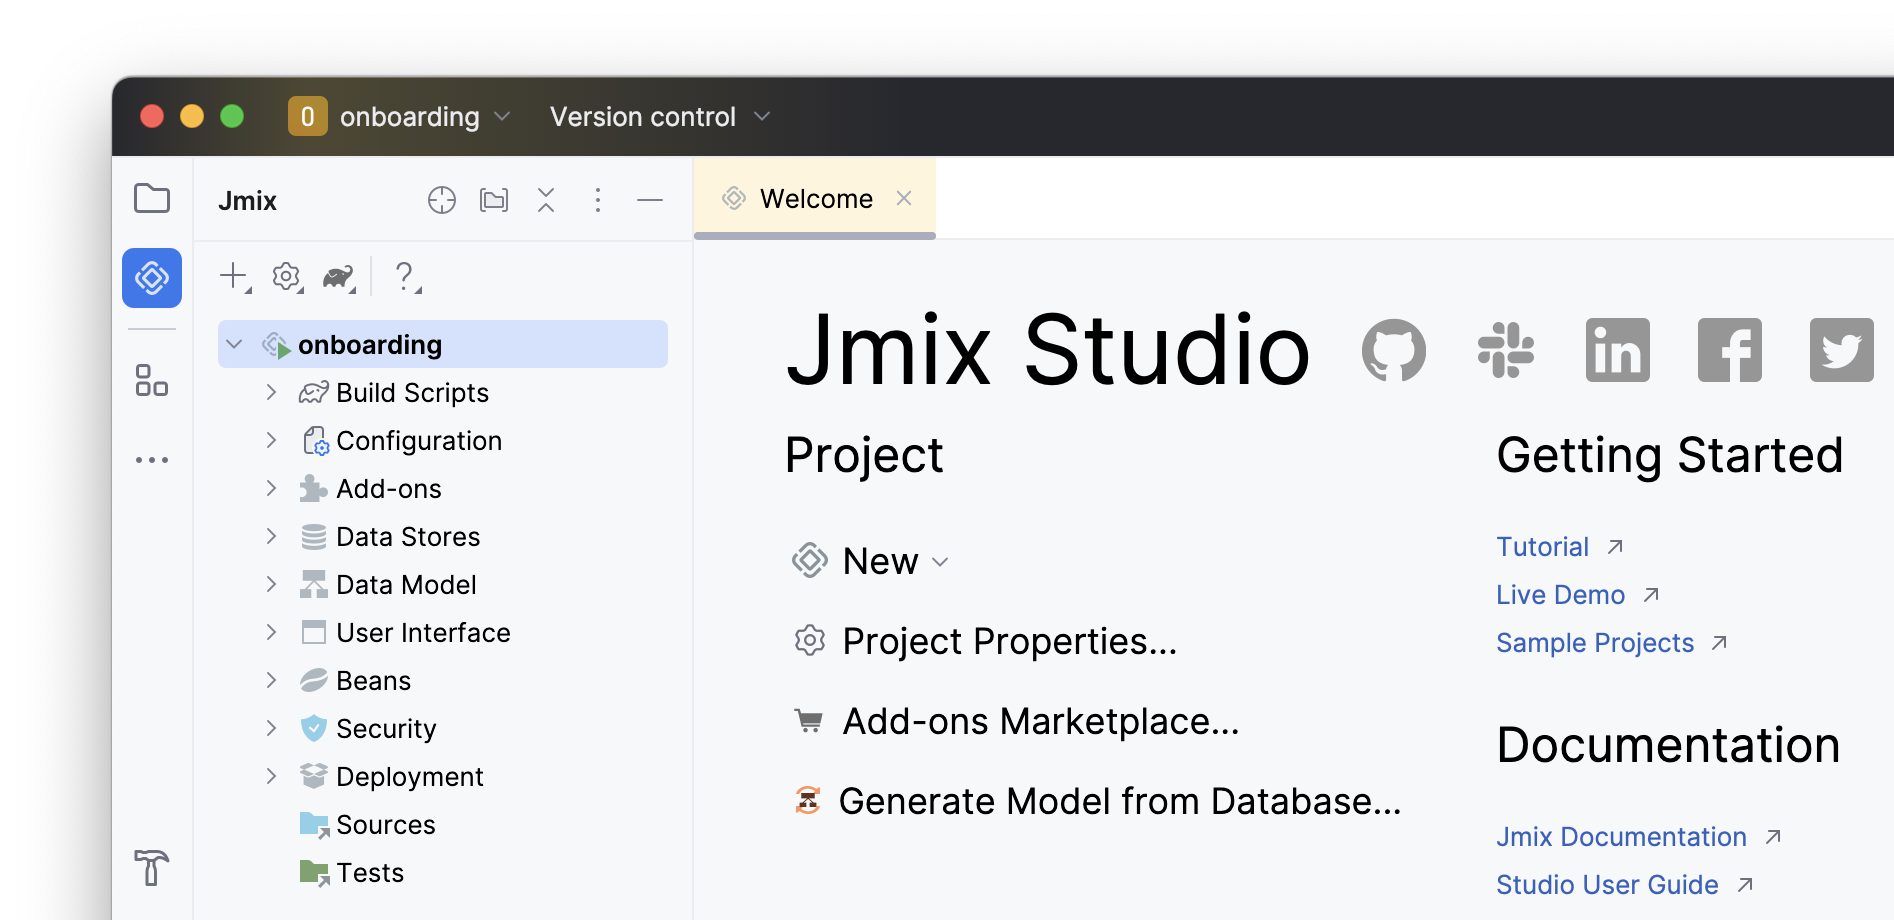 0 onboarding Version control
Jmix
Welcome
onboarding
Build Scripts
Configuration
Add-ons
Data Stores
Data Model
User Interface
Beans
Security
Deployment
Sources
Tests
Jmix Studio
Project
New
Project Properties...
Add-ons Marketplace...
Generate Model from Database...
Getting Started
Tutorial
Live Demo
Sample Projects
Documentation
Jmix Documentation
Studio User Guide